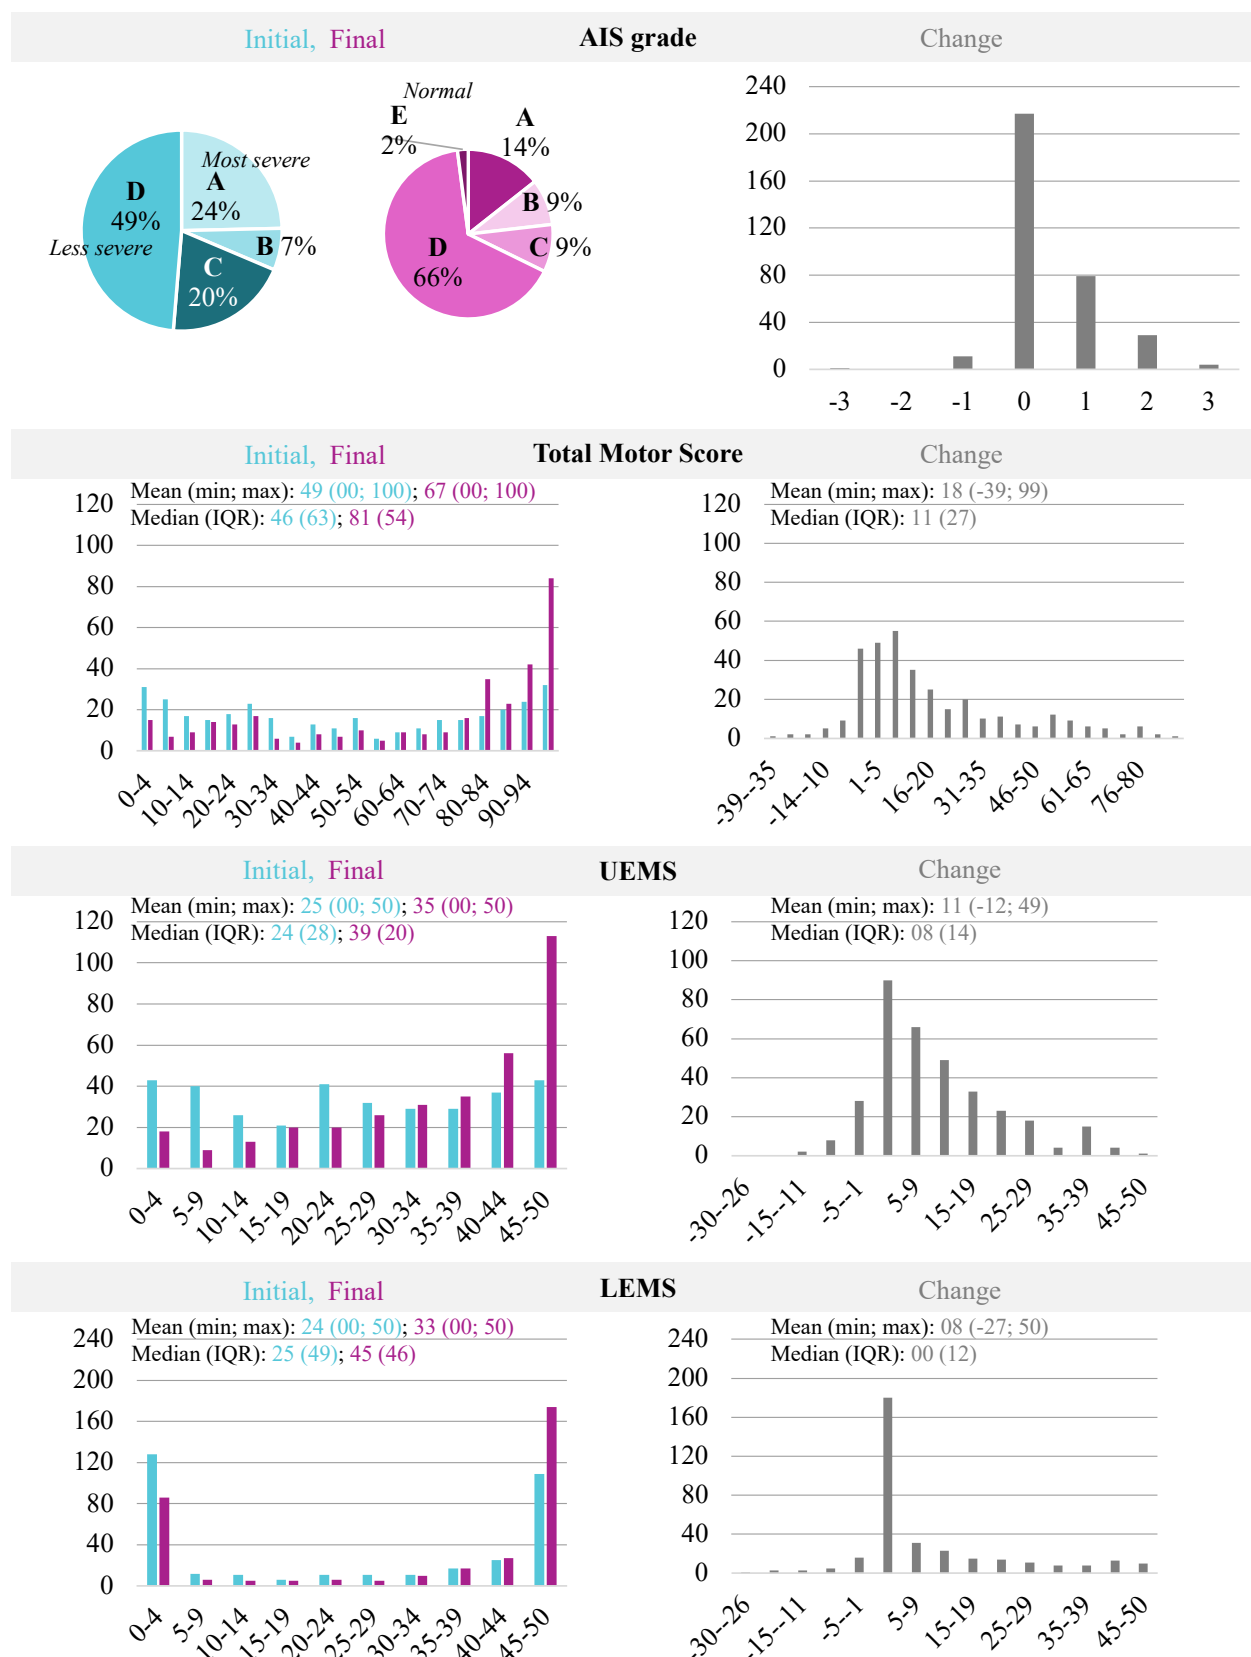 Initial, Final AIS grade Change
Normal
E
2%
A
14%
Most severe
A
24%
D
49%
Less severe
B 7%
C
20%
B 9%
C 9%
D
66%
240
200
160
120
80
40
0
-3 -2 -1 0 1 2 3
Initial, Final Total Motor Score Change
Mean (min; max): 49 (00; 100); 67 (00; 100)
Median (IQR): 46 (63); 81 (54)
120
100
80
60
40
20
0
0-4 10-14 20-24 30-34 40-44 50-54 60-64 70-74 80-84 90-94
Mean (min; max): 18 (-39; 99)
Median (IQR): 11 (27)
120
100
80
60
40
20
0
-39--35 -14--10 1-5 16-20 31-35 46-50 61-65 76-80
Initial, Final UEMS Change
Mean (min; max): 25 (00; 50); 35 (00; 50)
Median (IQR): 24 (28); 39 (20)
120
100
80
60
40
20
0
0-4 5-9 10-14 15-19 20-24 25-29 30-34 35-39 40-44 45-50
Mean (min; max): 11 (-12; 49)
Median (IQR): 08 (14)
120
100
80
60
40
20
0
-30--26 -15--11 -5--1 5-9 15-19 25-29 35-39 45-50
Initial, Final LEMS Change
Mean (min; max): 24 (00; 50); 33 (00; 50)
Median (IQR): 25 (49); 45 (46)
240
200
160
120
80
40
0
0-4 5-9 10-14 15-19 20-24 25-29 30-34 35-39 40-44 45-50
Mean (min; max): 08 (-27; 50)
Median (IQR): 00 (12)
240
200
160
120
80
40
0
-30--26 -15--11 -5--1 5-9 15-19 25-29 35-39 45-50